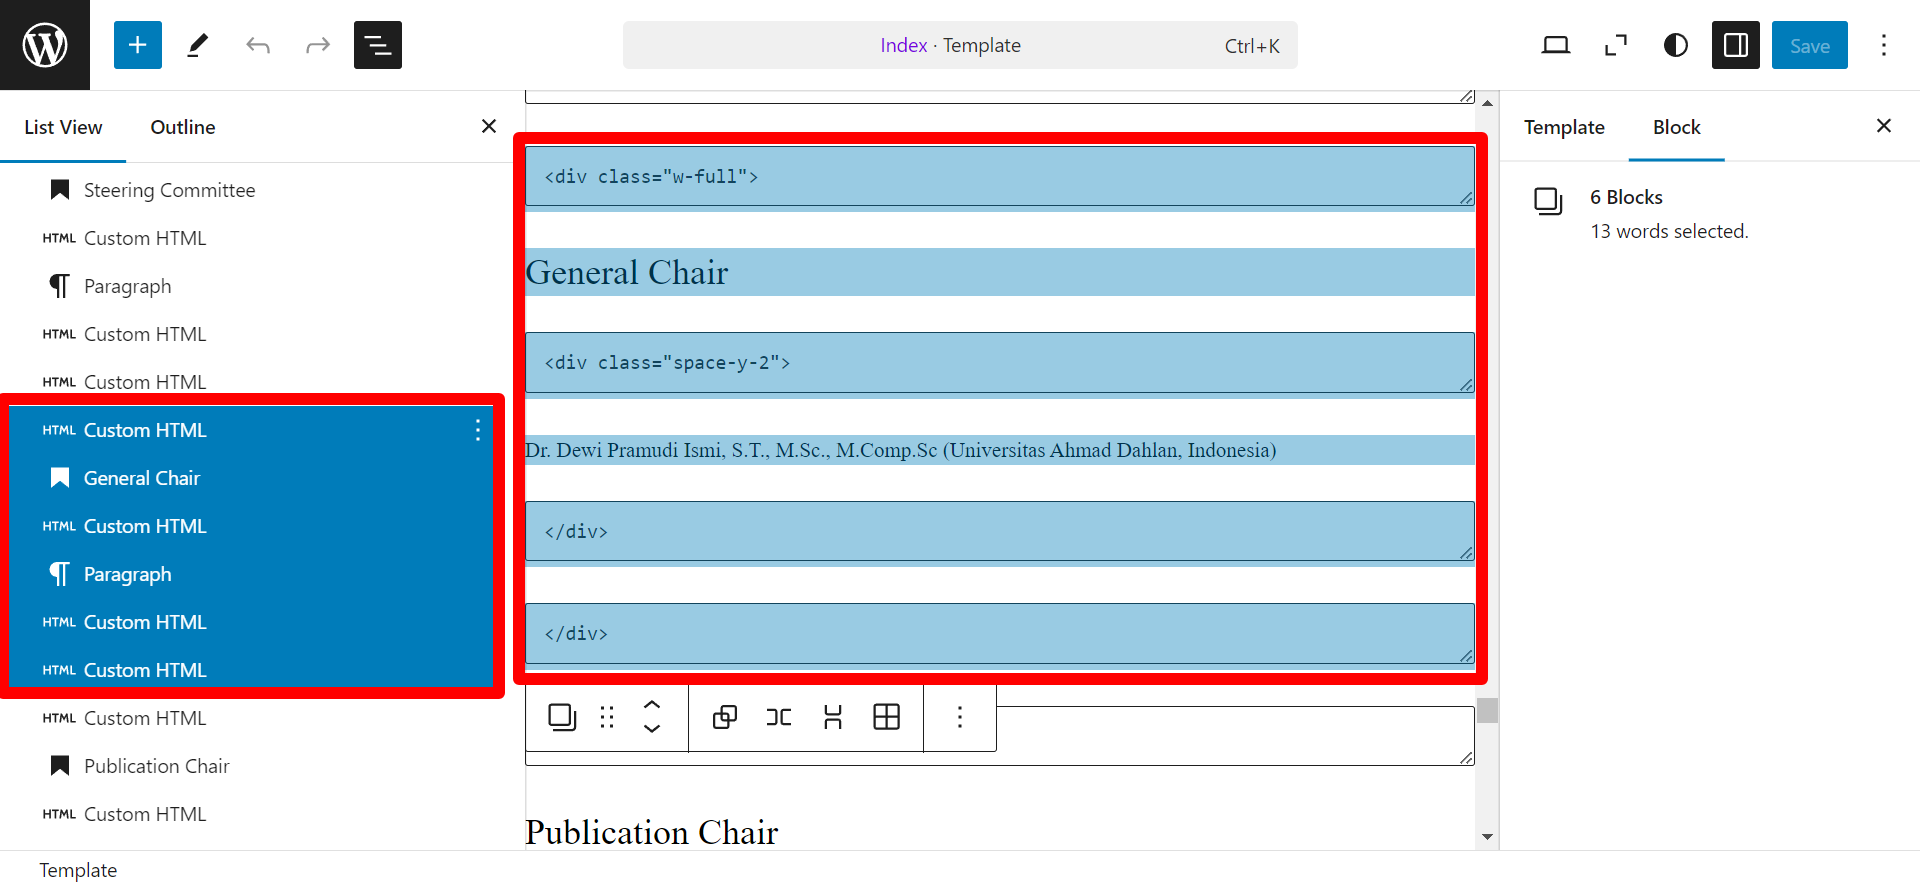 Index · Template
Ctrl+K
Save
List View
Outline
Steering Committee
HTML Custom HTML
Paragraph
HTML Custom HTML
HTML Custom HTML
HTML Custom HTML
General Chair
HTML Custom HTML
Paragraph
HTML Custom HTML
HTML Custom HTML
HTML Custom HTML
Publication Chair
HTML Custom HTML
<div class="w-full">
General Chair
<div class="space-y-2">
Dr. Dewi Pramudi Ismi, S.T., M.Sc., M.Comp.Sc (Universitas Ahmad Dahlan, Indonesia)
</div>
</div>
Publication Chair
Template
Block
6 Blocks
13 words selected.
Template